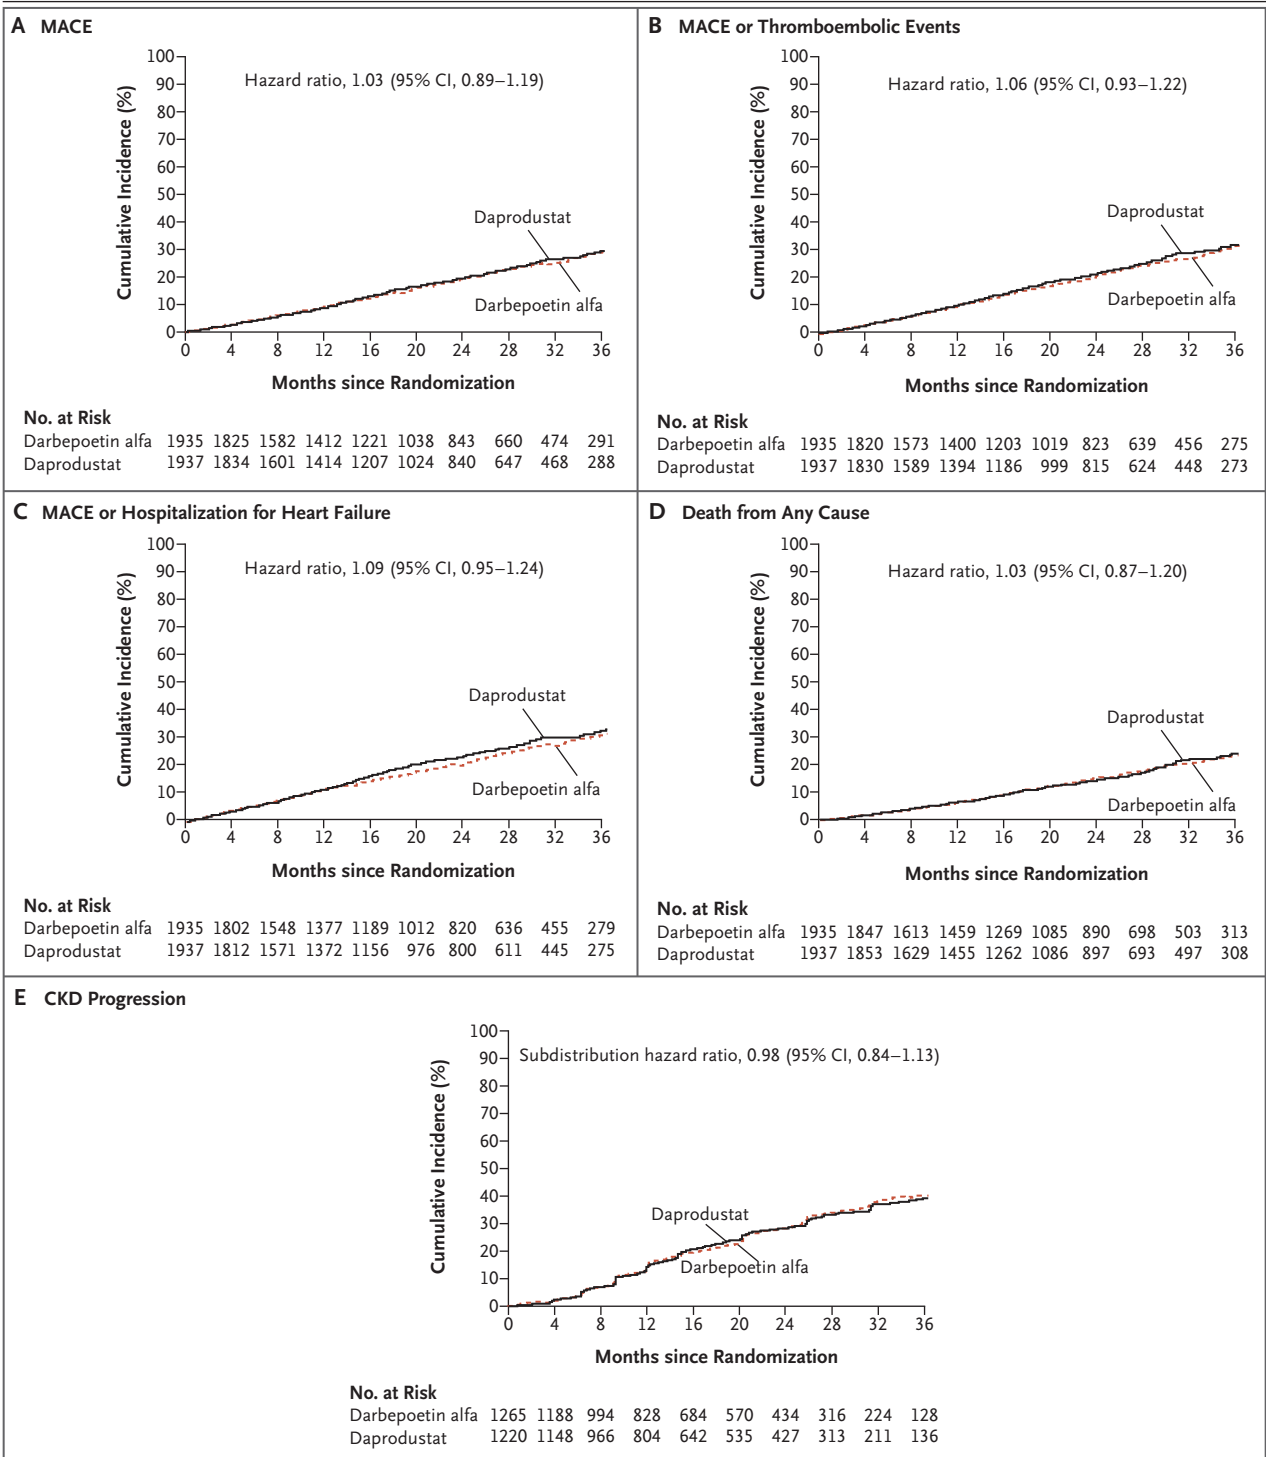 A MACE
100
90
80
70
60
50
40
30
20
10
0
Cumulative Incidence (%)
Hazard ratio, 1.03 (95% CI, 0.89–1.19)
Daprodustat
Darbepoetin alfa
0 4 8 12 16 20 24 28 32 36
Months since Randomization
No. at Risk
Darbepoetin alfa 1935 1825 1582 1412 1221 1038 843 660 474 291
Daprodustat 1937 1834 1601 1414 1207 1024 840 647 468 288
B MACE or Thromboembolic Events
100
90
80
70
60
50
40
30
20
10
0
Cumulative Incidence (%)
Hazard ratio, 1.06 (95% CI, 0.93–1.22)
Daprodustat
Darbepoetin alfa
0 4 8 12 16 20 24 28 32 36
Months since Randomization
No. at Risk
Darbepoetin alfa 1935 1820 1573 1400 1203 1019 823 639 456 275
Daprodustat 1937 1830 1589 1394 1186 999 815 624 448 273
C MACE or Hospitalization for Heart Failure
100
90
80
70
60
50
40
30
20
10
0
Cumulative Incidence (%)
Hazard ratio, 1.09 (95% CI, 0.95–1.24)
Daprodustat
Darbepoetin alfa
0 4 8 12 16 20 24 28 32 36
Months since Randomization
No. at Risk
Darbepoetin alfa 1935 1802 1548 1377 1189 1012 820 636 455 279
Daprodustat 1937 1812 1571 1372 1156 976 800 611 445 275
D Death from Any Cause
100
90
80
70
60
50
40
30
20
10
0
Cumulative Incidence (%)
Hazard ratio, 1.03 (95% CI, 0.87–1.20)
Daprodustat
Darbepoetin alfa
0 4 8 12 16 20 24 28 32 36
Months since Randomization
No. at Risk
Darbepoetin alfa 1935 1847 1613 1459 1269 1085 890 698 503 313
Daprodustat 1937 1853 1629 1455 1262 1086 897 693 497 308
E CKD Progression
100
90
80
70
60
50
40
30
20
10
0
Cumulative Incidence (%)
Subdistribution hazard ratio, 0.98 (95% CI, 0.84–1.13)
Daprodustat
Darbepoetin alfa
0 4 8 12 16 20 24 28 32 36
Months since Randomization
No. at Risk
Darbepoetin alfa 1265 1188 994 828 684 570 434 316 224 128
Daprodustat 1220 1148 966 804 642 535 427 313 211 136